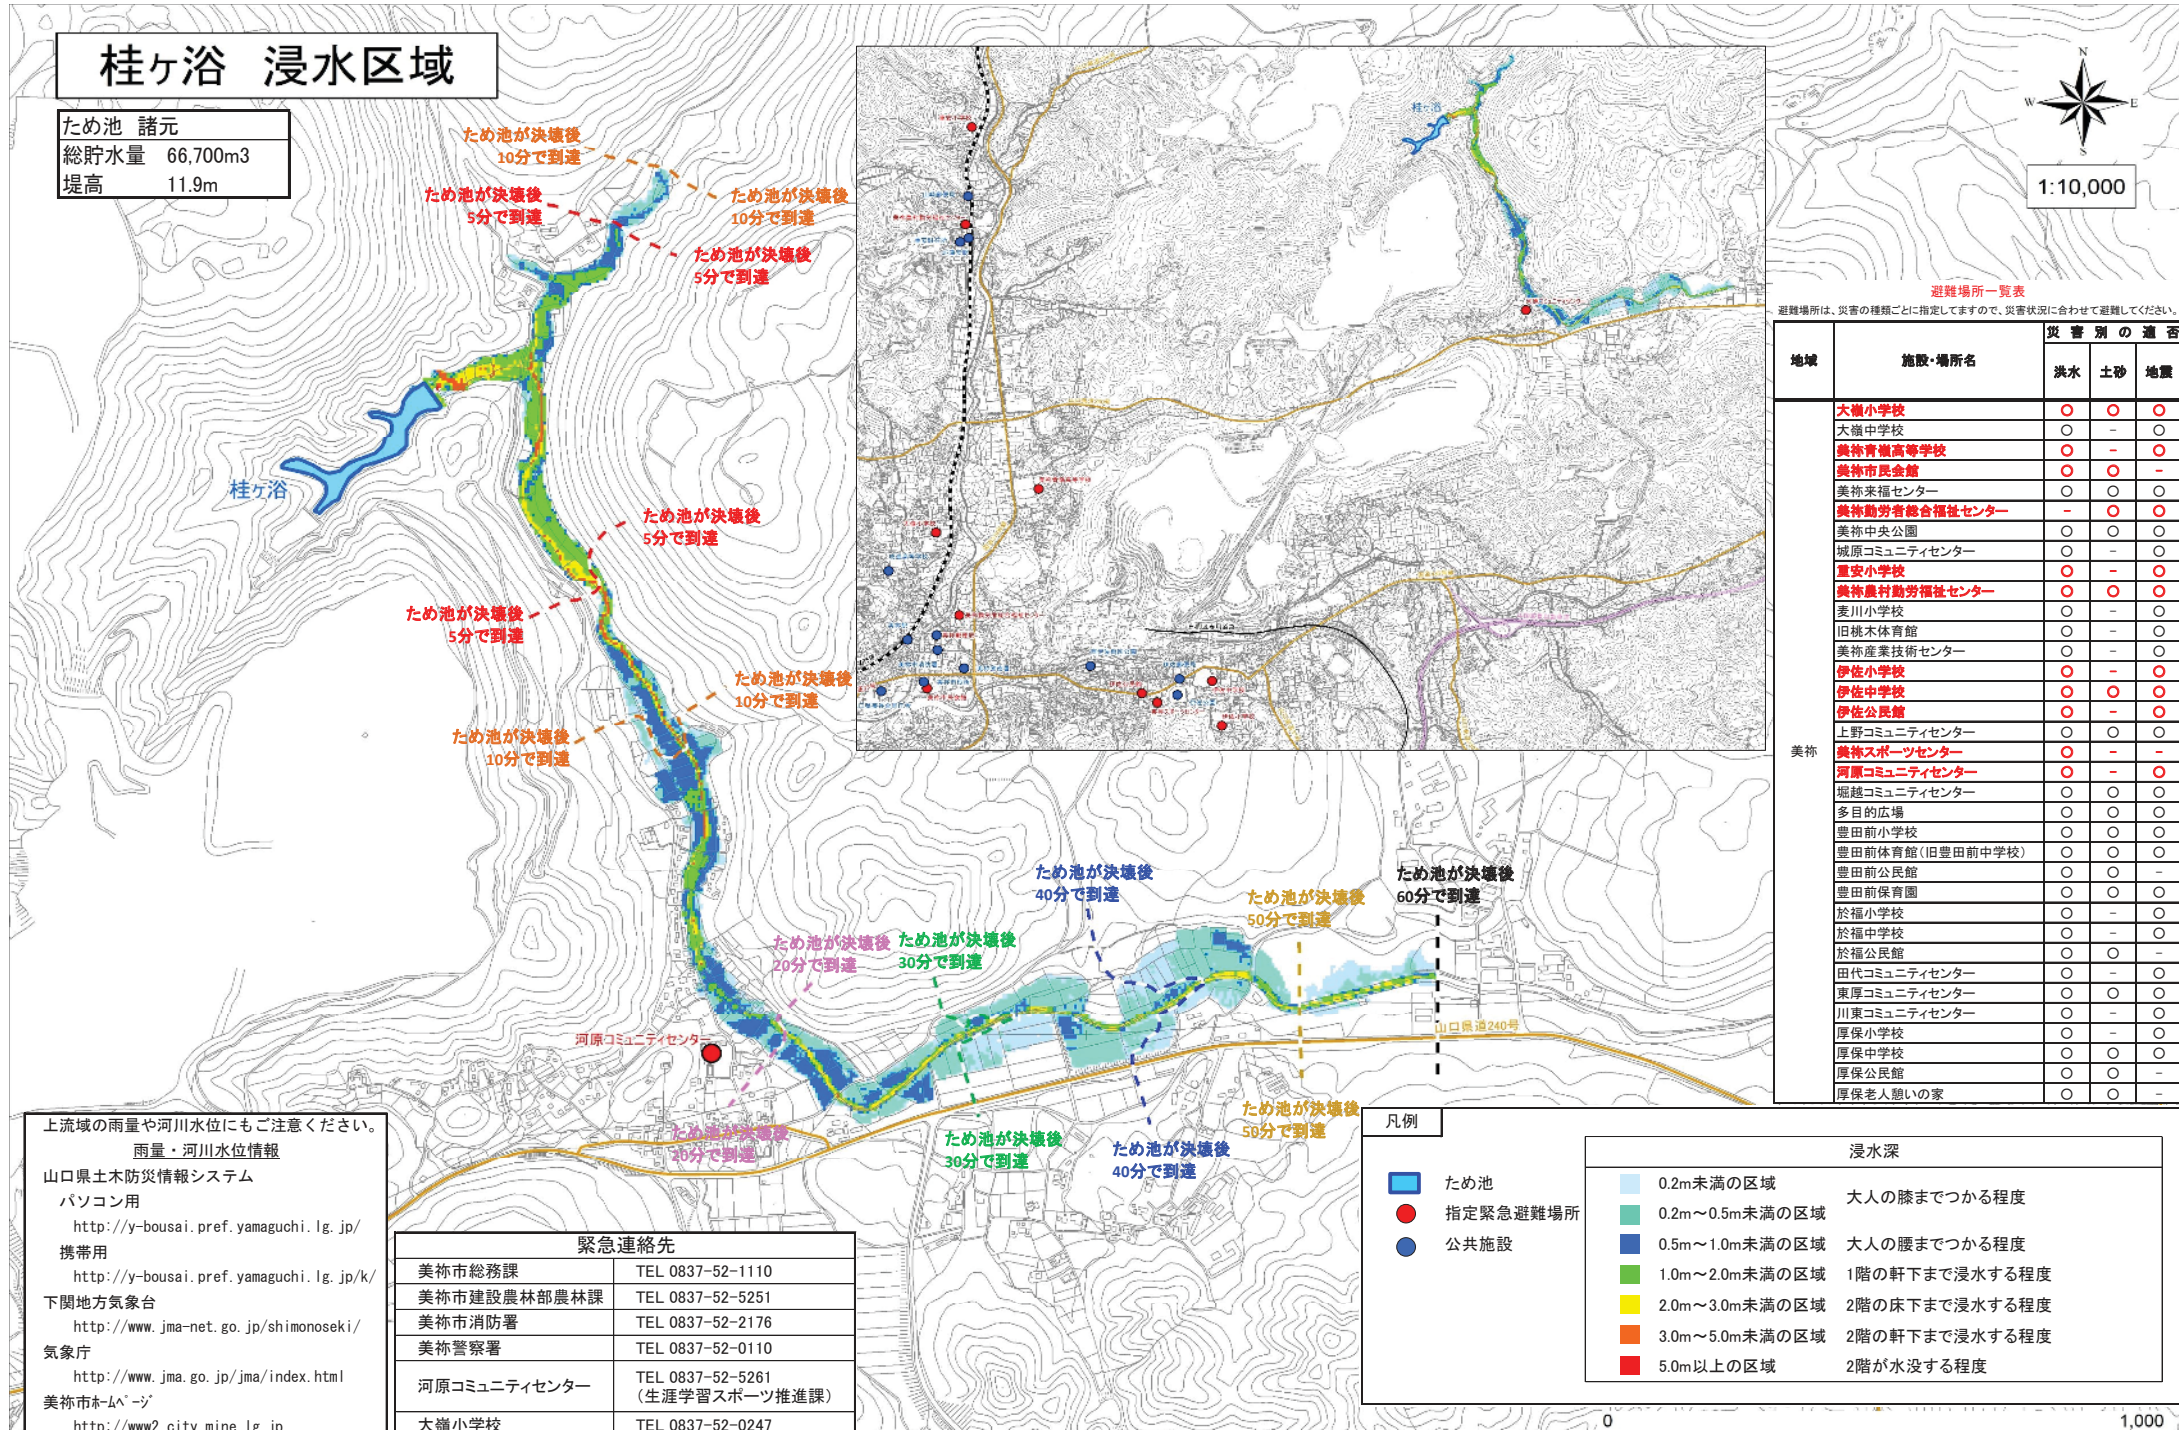 桂ヶ浴 浸水区域
ため池 諸元
総貯水量 66,700m3
堤高 11.9m
ため池が決壊後
10分で到達
ため池が決壊後
5分で到達
ため池が決壊後
10分で到達
ため池が決壊後
5分で到達
桂ヶ浴
ため池が決壊後
5分で到達
ため池が決壊後
5分で到達
ため池が決壊後
10分で到達
ため池が決壊後
10分で到達
ため池が決壊後
20分で到達
ため池が決壊後
30分で到達
ため池が決壊後
40分で到達
ため池が決壊後
50分で到達
ため池が決壊後
60分で到達
河原コミュニティセンター
山口県道240号
ため池が決壊後
20分で到達
ため池が決壊後
30分で到達
ため池が決壊後
40分で到達
ため池が決壊後
50分で到達
桂ヶ浴
N
W E
S
1:10,000
避難場所一覧表
避難場所は、災害の種類ごとに指定してますので、災害状況に合わせて避難してください。
地域 施設・場所名 災害別の適否
洪水 土砂 地震
美祢
大嶺小学校 ○ ○ ○
大嶺中学校 ○ - ○
美祢青嶺高等学校 ○ - ○
美祢市民会館 ○ ○ -
美祢来福センター ○ ○ ○
美祢勤労者総合福祉センター - ○ ○
美祢中央公園 ○ ○ ○
城原コミュニティセンター ○ - ○
重安小学校 ○ - ○
美祢農村勤労福祉センター ○ ○ ○
麦川小学校 ○ - ○
旧桃木体育館 ○ - ○
美祢産業技術センター ○ - ○
伊佐小学校 ○ - ○
伊佐中学校 ○ ○ ○
伊佐公民館 ○ - ○
上野コミュニティセンター ○ ○ ○
美祢スポーツセンター ○ - -
河原コミュニティセンター ○ - ○
堀越コミュニティセンター ○ ○ ○
多目的広場 ○ ○ ○
豊田前小学校 ○ ○ ○
豊田前体育館(旧豊田前中学校) ○ ○ ○
豊田前公民館 ○ ○ -
豊田前保育園 ○ ○ ○
於福小学校 ○ - ○
於福中学校 ○ - ○
於福公民館 ○ ○ -
田代コミュニティセンター ○ - ○
東厚コミュニティセンター ○ ○ ○
川東コミュニティセンター ○ - ○
厚保小学校 ○ - ○
厚保中学校 ○ ○ ○
厚保公民館 ○ ○ -
厚保老人憩いの家 ○ ○ -
上流域の雨量や河川水位にもご注意ください。
雨量・河川水位情報
山口県土木防災情報システム
パソコン用
http://y-bousai.pref.yamaguchi.lg.jp/
携帯用
http://y-bousai.pref.yamaguchi.lg.jp/k/
下関地方気象台
http://www.jma-net.go.jp/shimonoseki/
気象庁
http://www.jma.go.jp/jma/index.html
美祢市ホームページ
http://www2.city.mine.lg.jp
緊急連絡先
美祢市総務課 TEL 0837-52-1110
美祢市建設農林部農林課 TEL 0837-52-5251
美祢市消防署 TEL 0837-52-2176
美祢警察署 TEL 0837-52-0110
河原コミュニティセンター TEL 0837-52-5261
(生涯学習スポーツ推進課)
大嶺小学校 TEL 0837-52-0247
凡例
ため池
指定緊急避難場所
公共施設
浸水深
0.2m未満の区域
大人の膝までつかる程度
0.2m~0.5m未満の区域
0.5m~1.0m未満の区域 大人の腰までつかる程度
1.0m~2.0m未満の区域 1階の軒下まで浸水する程度
2.0m~3.0m未満の区域 2階の床下まで浸水する程度
3.0m~5.0m未満の区域 2階の軒下まで浸水する程度
5.0m以上の区域 2階が水没する程度
0 1,000